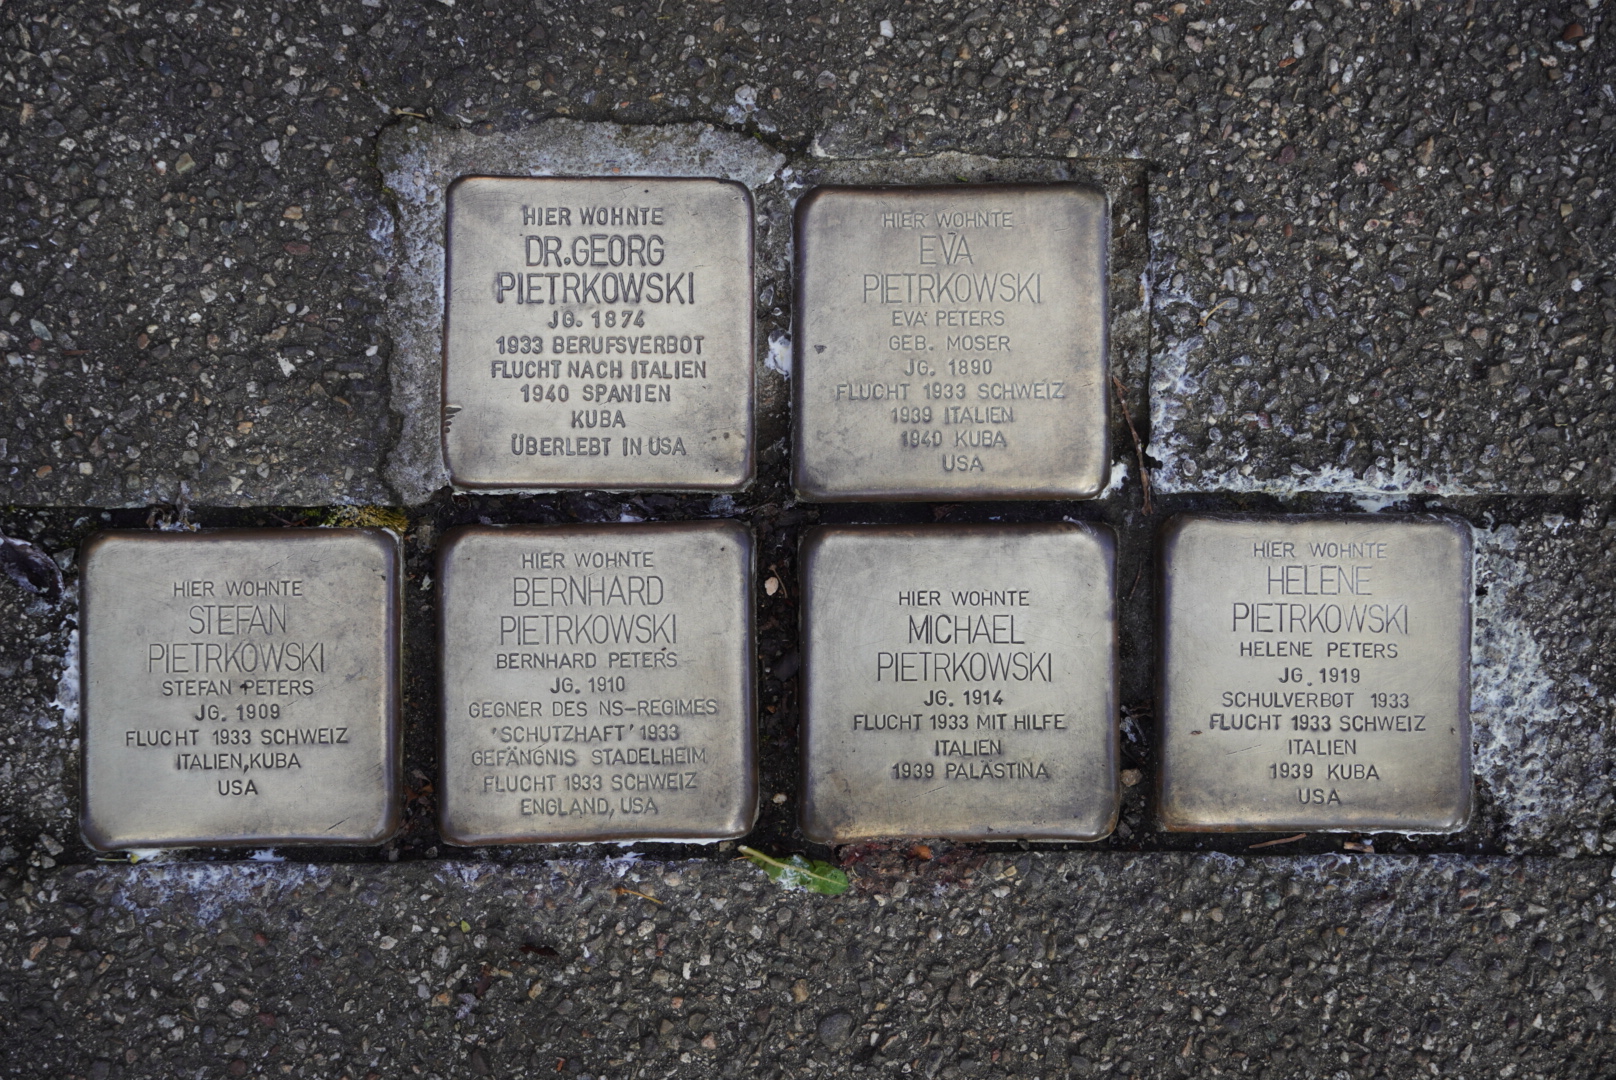 HIER WOHNTE
DR.GEORG
PIETRKOWSKI
JG. 1874
1933 BERUFSVERBOT
FLUCHT NACH ITALIEN
1940 SPANIEN
KUBA
ÜBERLEBT IN USA
HIER WOHNTE
EVA
PIETRKOWSKI
EVA PETERS
GEB. MOSER
JG. 1890
FLUCHT 1933 SCHWEIZ
1939 ITALIEN
1940 KUBA
USA
HIER WOHNTE
STEFAN
PIETRKOWSKI
STEFAN PETERS
JG. 1909
FLUCHT 1933 SCHWEIZ
ITALIEN,KUBA
USA
HIER WOHNTE
BERNHARD
PIETRKOWSKI
BERNHARD PETERS
JG. 1910
GEGNER DES NS-REGIMES
'SCHUTZHAFT' 1933
GEFÄNGNIS STADELHEIM
FLUCHT 1933 SCHWEIZ
ENGLAND, USA
HIER WOHNTE
MICHAEL
PIETRKOWSKI
JG. 1914
FLUCHT 1933 MIT HILFE
ITALIEN
1939 PALÄSTINA
HIER WOHNTE
HELENE
PIETRKOWSKI
HELENE PETERS
JG. 1919
SCHULVERBOT 1933
FLUCHT 1933 SCHWEIZ
ITALIEN
1939 KUBA
USA